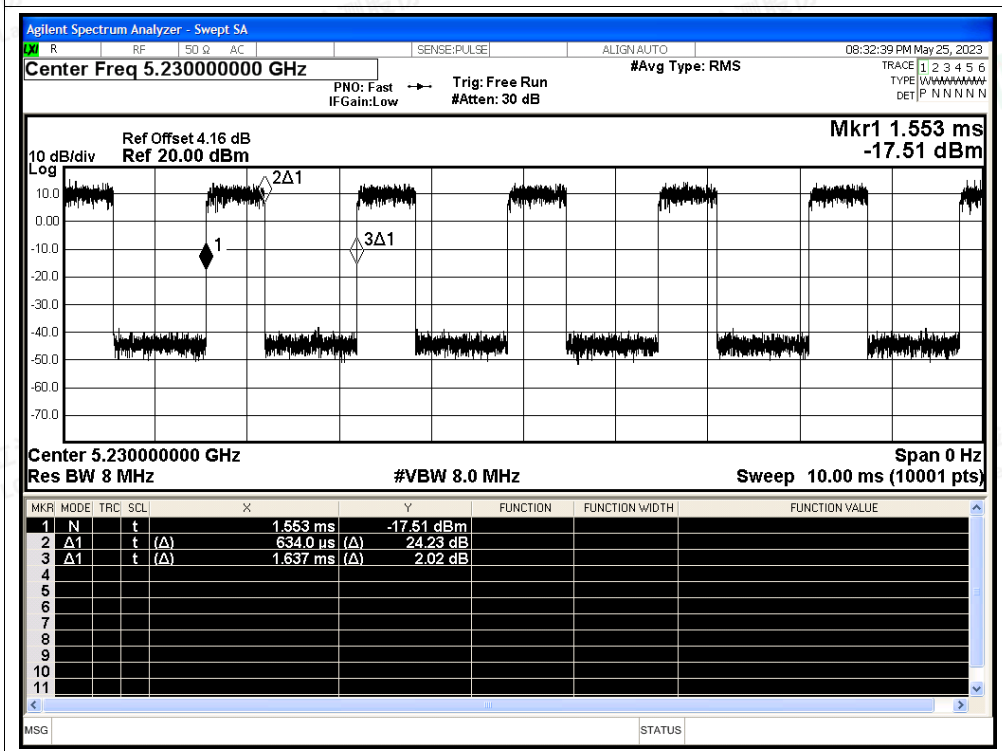 Agilent Spectrum Analyzer - Swept SA
LXI R RF 50 Ω AC SENSE:PULSE ALIGN AUTO 08:32:39 PM May 25, 2023
Center Freq 5.230000000 GHz #Avg Type: RMS TRACE 1 2 3 4 5 6
PNO: Fast Trig: Free Run TYPE WWWWWW
IFGain:Low #Atten: 30 dB DET P N N N N N
Mkr1 1.553 ms
Ref Offset 4.16 dB
10 dB/div Ref 20.00 dBm -17.51 dBm
Log
2Δ1
10.0
0.00
1
3Δ1
-10.0
-20.0
-30.0
-40.0
-50.0
-60.0
-70.0
Center 5.230000000 GHz Span 0 Hz
Res BW 8 MHz #VBW 8.0 MHz Sweep 10.00 ms (10001 pts)
MKR MODE TRC SCL X Y FUNCTION FUNCTION WIDTH FUNCTION VALUE
1 N t 1.553 ms -17.51 dBm
2 Δ1 t (Δ) 634.0 µs (Δ) 24.23 dB
3 Δ1 t (Δ) 1.637 ms (Δ) 2.02 dB
4
5
6
7
8
9
10
11
MSG STATUS